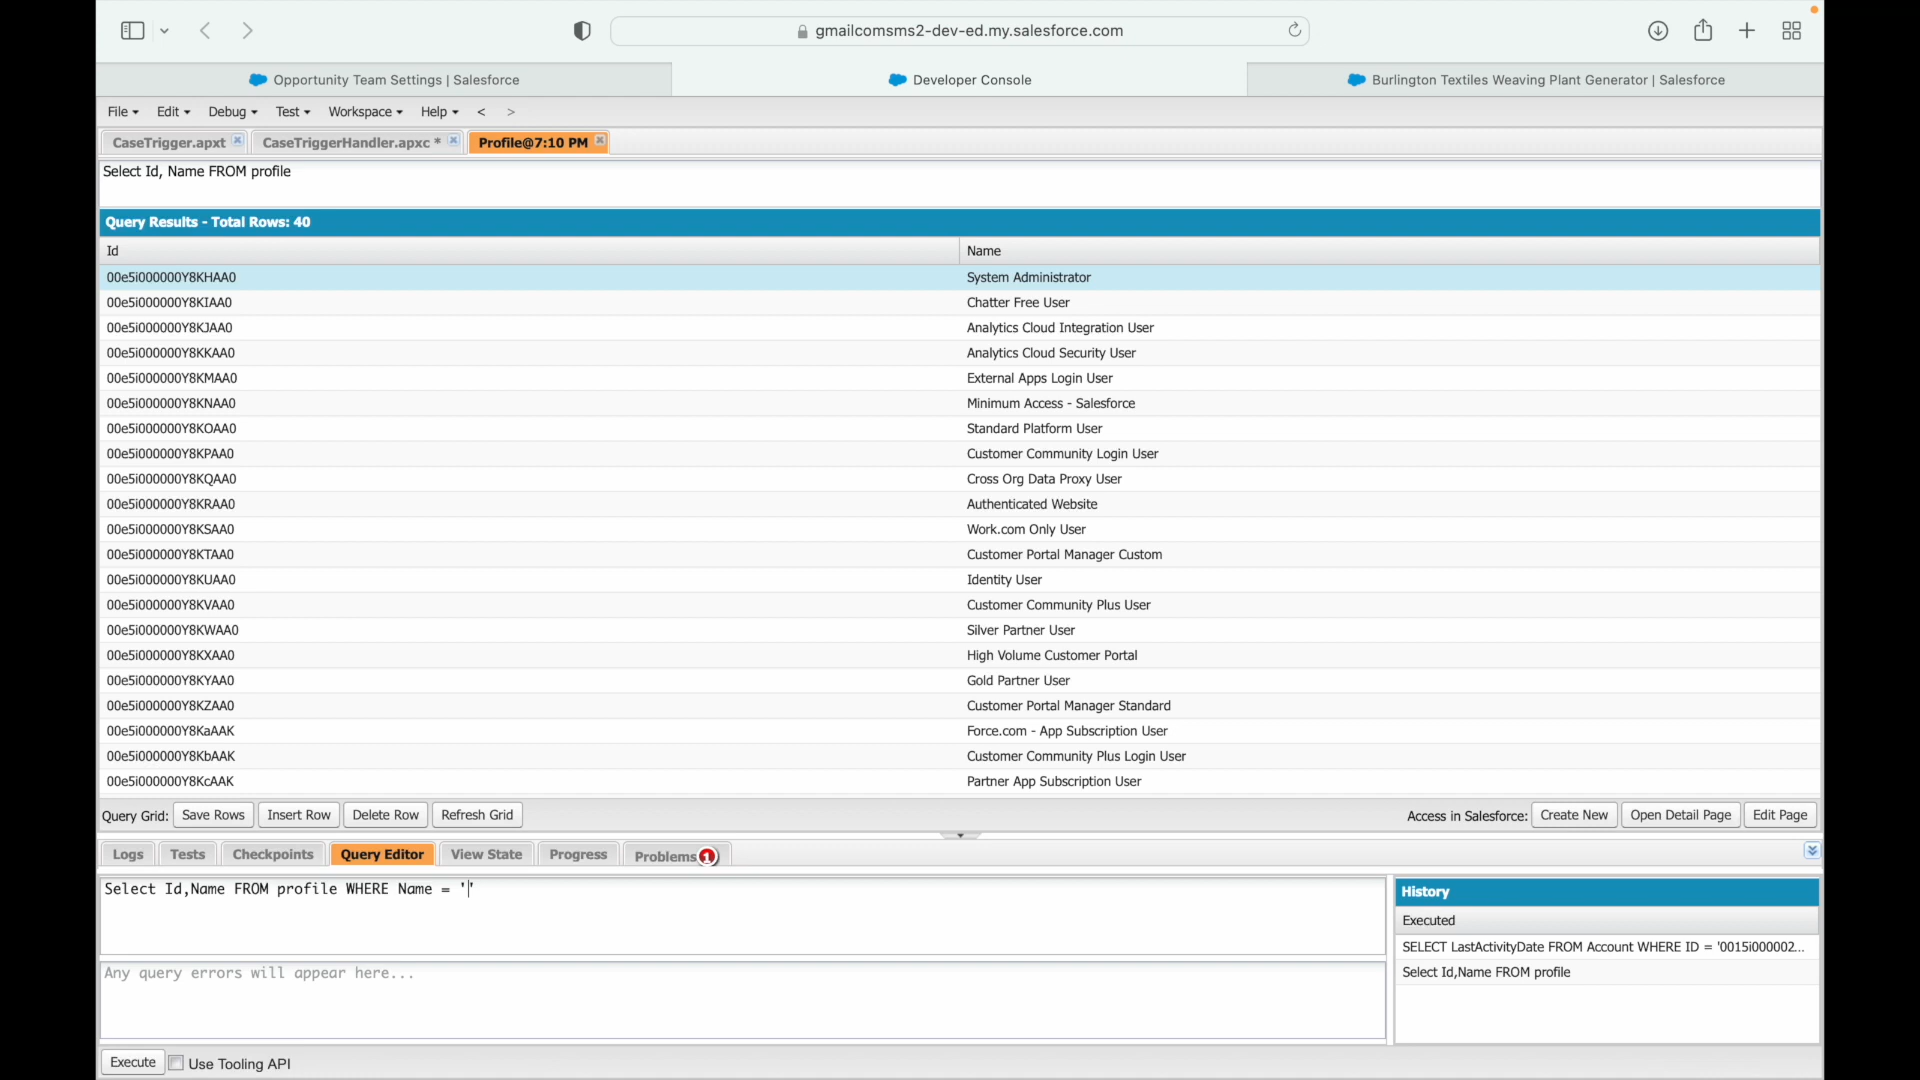 gmailcomsms2-dev-ed.my.salesforce.com
Opportunity Team Settings | Salesforce
Developer Console
Burlington Textiles Weaving Plant Generator | Salesforce
File Edit Debug Test Workspace Help < >
CaseTrigger.apxt CaseTriggerHandler.apxc * Profile@7:10 PM
Select Id, Name FROM profile
Query Results - Total Rows: 40
Id Name
00e5i000000Y8KHAA0 System Administrator
00e5i000000Y8KIAA0 Chatter Free User
00e5i000000Y8KJAA0 Analytics Cloud Integration User
00e5i000000Y8KKAA0 Analytics Cloud Security User
00e5i000000Y8KMAA0 External Apps Login User
00e5i000000Y8KNAA0 Minimum Access - Salesforce
00e5i000000Y8KOAA0 Standard Platform User
00e5i000000Y8KPAA0 Customer Community Login User
00e5i000000Y8KQAA0 Cross Org Data Proxy User
00e5i000000Y8KRAA0 Authenticated Website
00e5i000000Y8KSAA0 Work.com Only User
00e5i000000Y8KTAA0 Customer Portal Manager Custom
00e5i000000Y8KUAA0 Identity User
00e5i000000Y8KVAA0 Customer Community Plus User
00e5i000000Y8KWAA0 Silver Partner User
00e5i000000Y8KXAA0 High Volume Customer Portal
00e5i000000Y8KYAA0 Gold Partner User
00e5i000000Y8KZAA0 Customer Portal Manager Standard
00e5i000000Y8KaAAK Force.com - App Subscription User
00e5i000000Y8KbAAK Customer Community Plus Login User
00e5i000000Y8KcAAK Partner App Subscription User
Query Grid: Save Rows Insert Row Delete Row Refresh Grid Access in Salesforce: Create New Open Detail Page Edit Page
Logs Tests Checkpoints Query Editor View State Progress Problems 1
Select Id,Name FROM profile WHERE Name = ''
Any query errors will appear here...
History
Executed
SELECT LastActivityDate FROM Account WHERE ID = '0015i000002...
Select Id,Name FROM profile
Execute Use Tooling API